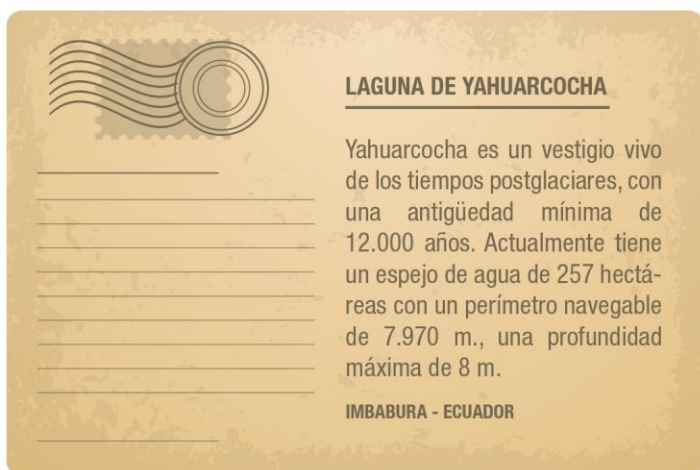 LAGUNA DE YAHUARCOCHA
Yahuarcocha es un vestigio vivo
de los tiempos postglaciares, con
una antigüedad mínima de
12.000 años. Actualmente tiene
un espejo de agua de 257 hectá-
reas con un perímetro navegable
de 7.970 m., una profundidad
máxima de 8 m.
IMBABURA - ECUADOR